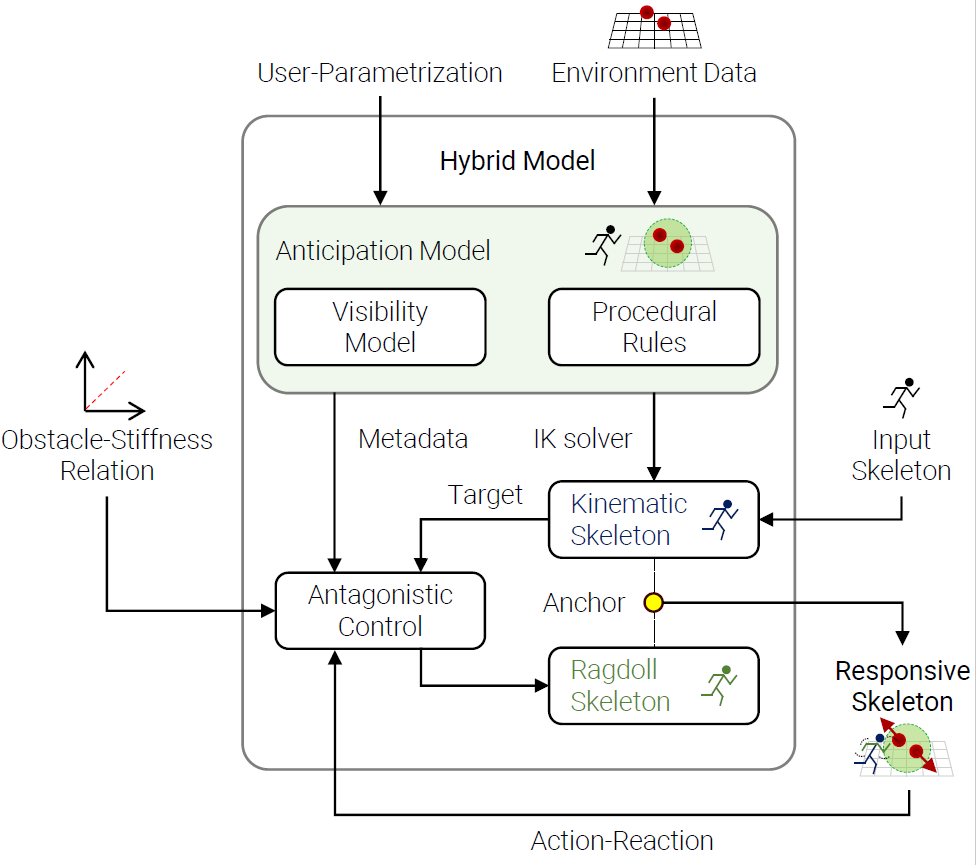 User-Parametrization
Environment Data
Hybrid Model
Anticipation Model
Visibility
Model
Procedural
Rules
Obstacle-Stiffness
Relation
Metadata
IK solver
Input
Skeleton
Target
Kinematic
Skeleton
Antagonistic
Control
Anchor
Ragdoll
Skeleton
Responsive
Skeleton
Action-Reaction